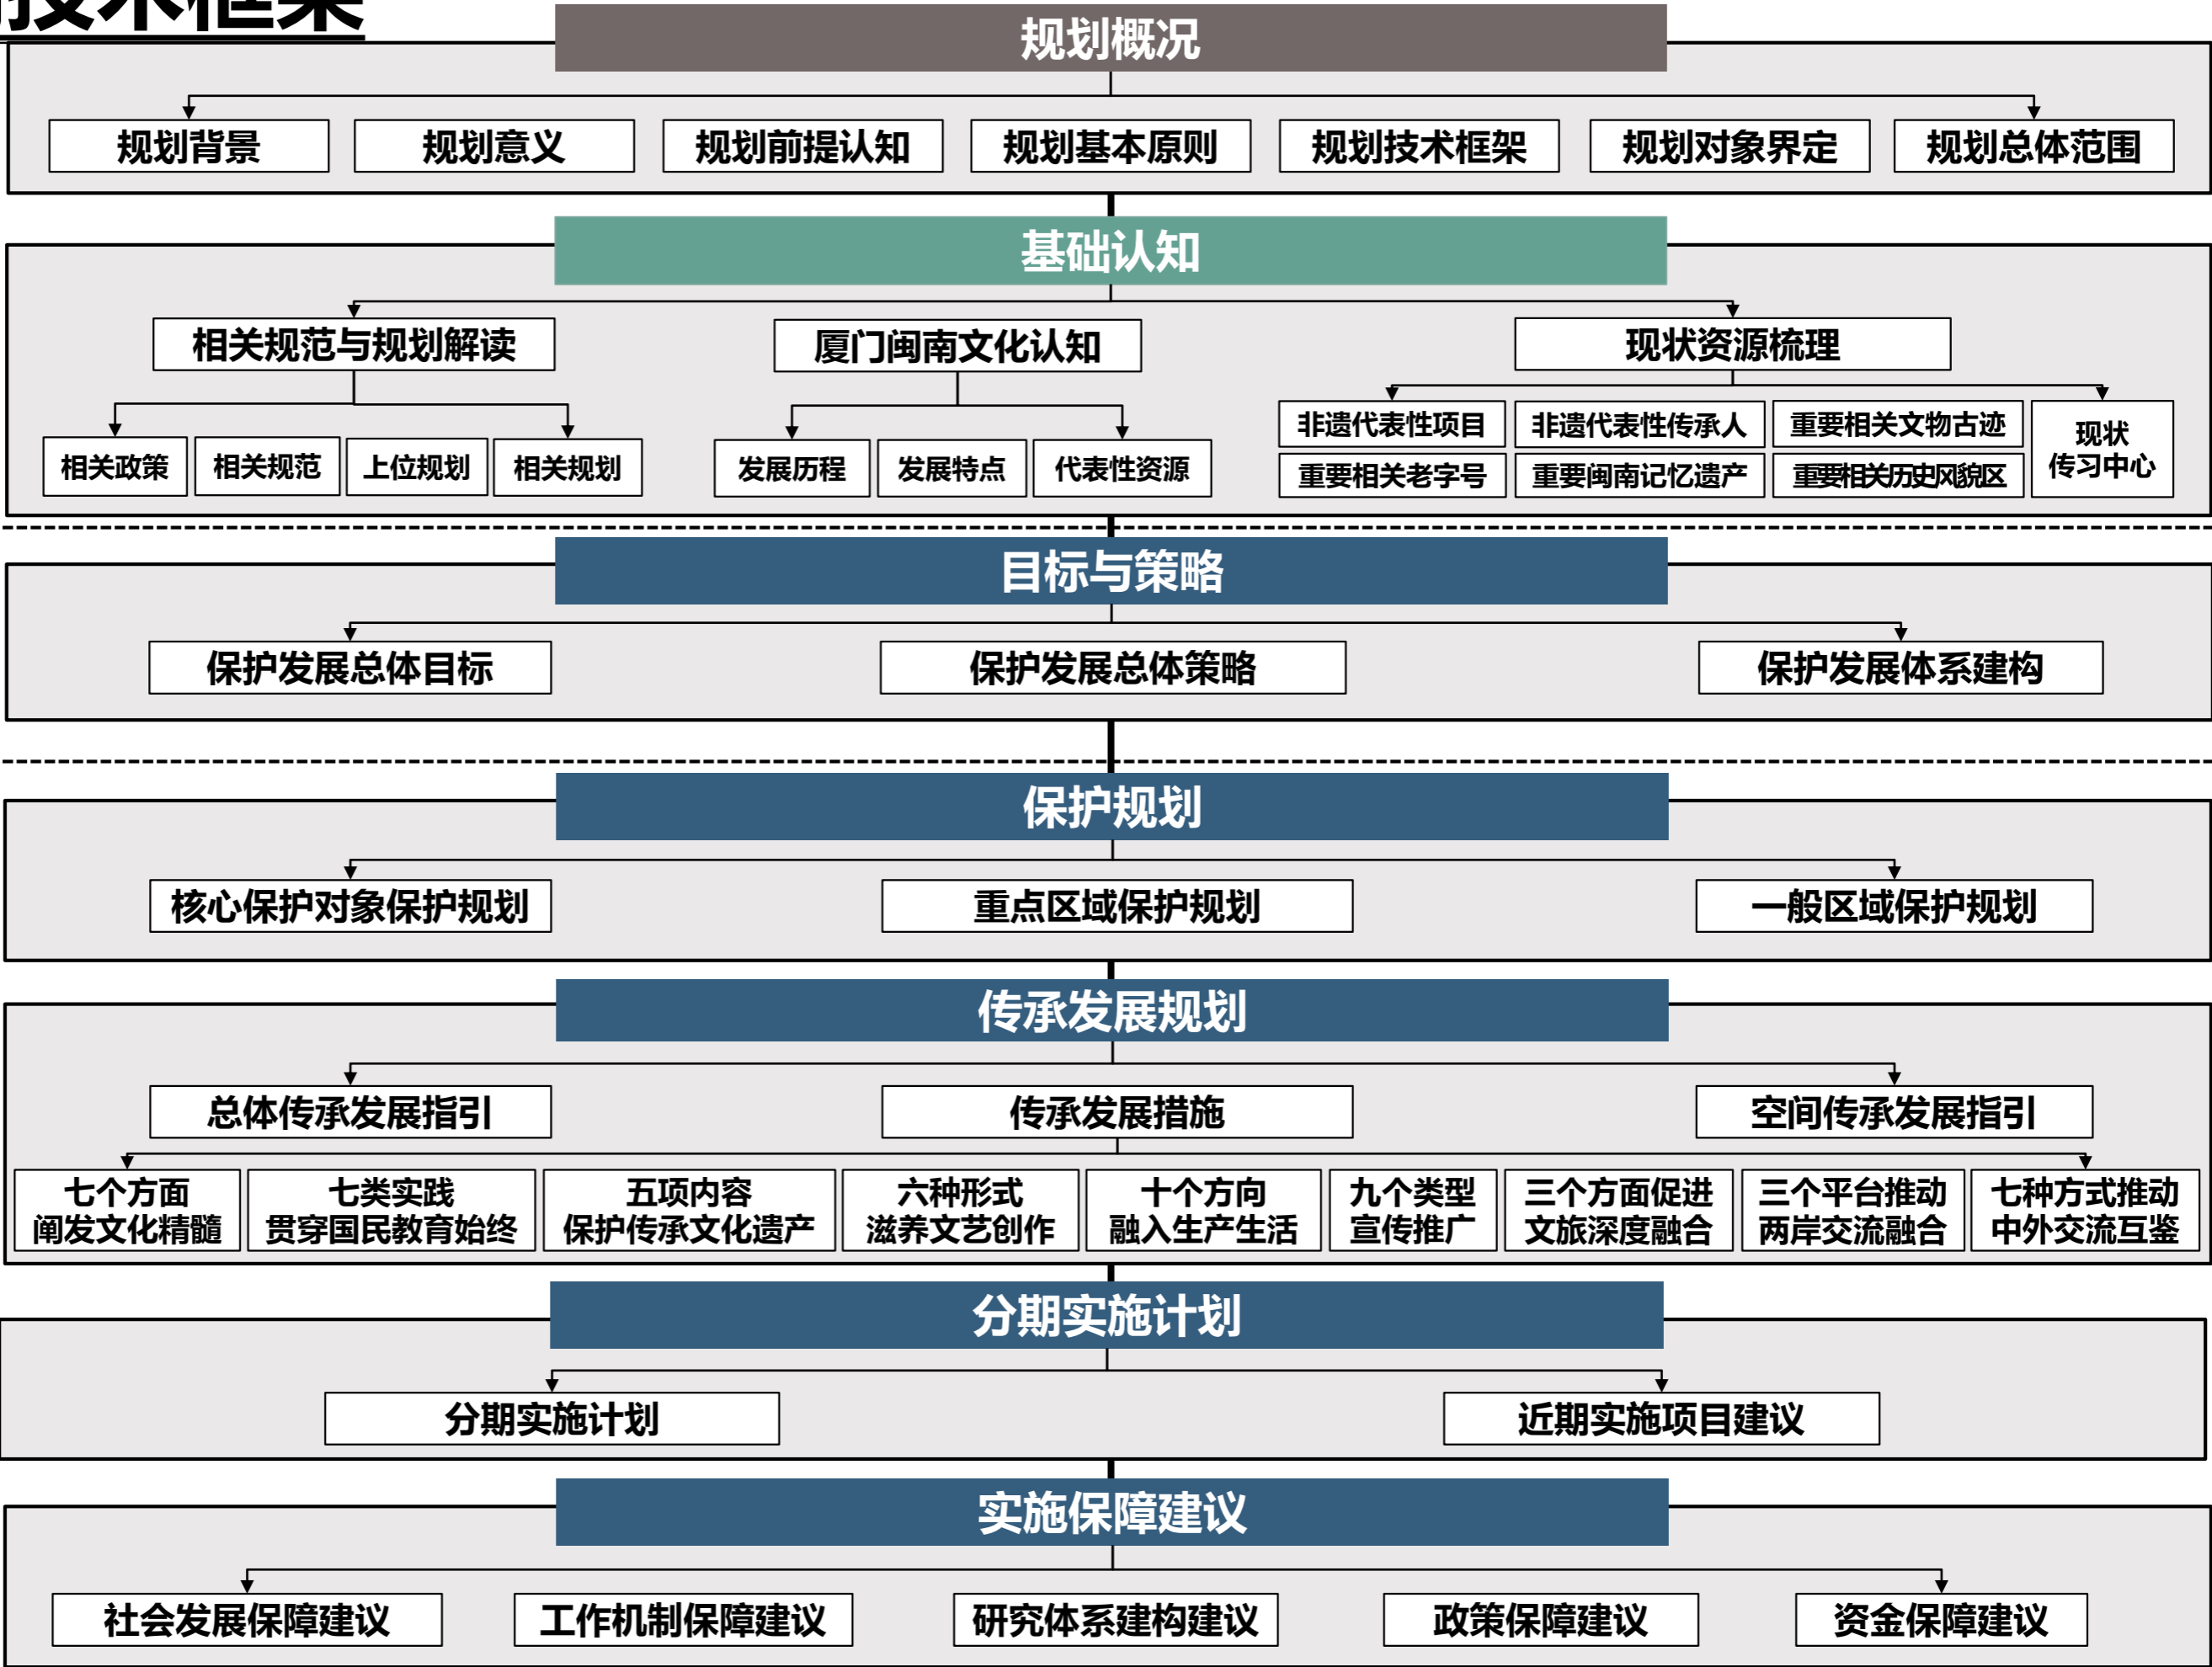 技术框架
规划概况
规划背景
规划意义
规划前提认知
规划基本原则
规划技术框架
规划对象界定
规划总体范围
基础认知
相关规范与规划解读
厦门闽南文化认知
现状资源梳理
相关政策
相关规范
上位规划
相关规划
发展历程
发展特点
代表性资源
非遗代表性项目
非遗代表性传承人
重要相关文物古迹
重要相关老字号
重要闽南记忆遗产
重要相关历史风貌区
现状
传习中心
目标与策略
保护发展总体目标
保护发展总体策略
保护发展体系建构
保护规划
核心保护对象保护规划
重点区域保护规划
一般区域保护规划
传承发展规划
总体传承发展指引
传承发展措施
空间传承发展指引
七个方面
阐发文化精髓
七类实践
贯穿国民教育始终
五项内容
保护传承文化遗产
六种形式
滋养文艺创作
十个方向
融入生产生活
九个类型
宣传推广
三个方面促进
文旅深度融合
三个平台推动
两岸交流融合
七种方式推动
中外交流互鉴
分期实施计划
分期实施计划
近期实施项目建议
实施保障建议
社会发展保障建议
工作机制保障建议
研究体系建构建议
政策保障建议
资金保障建议